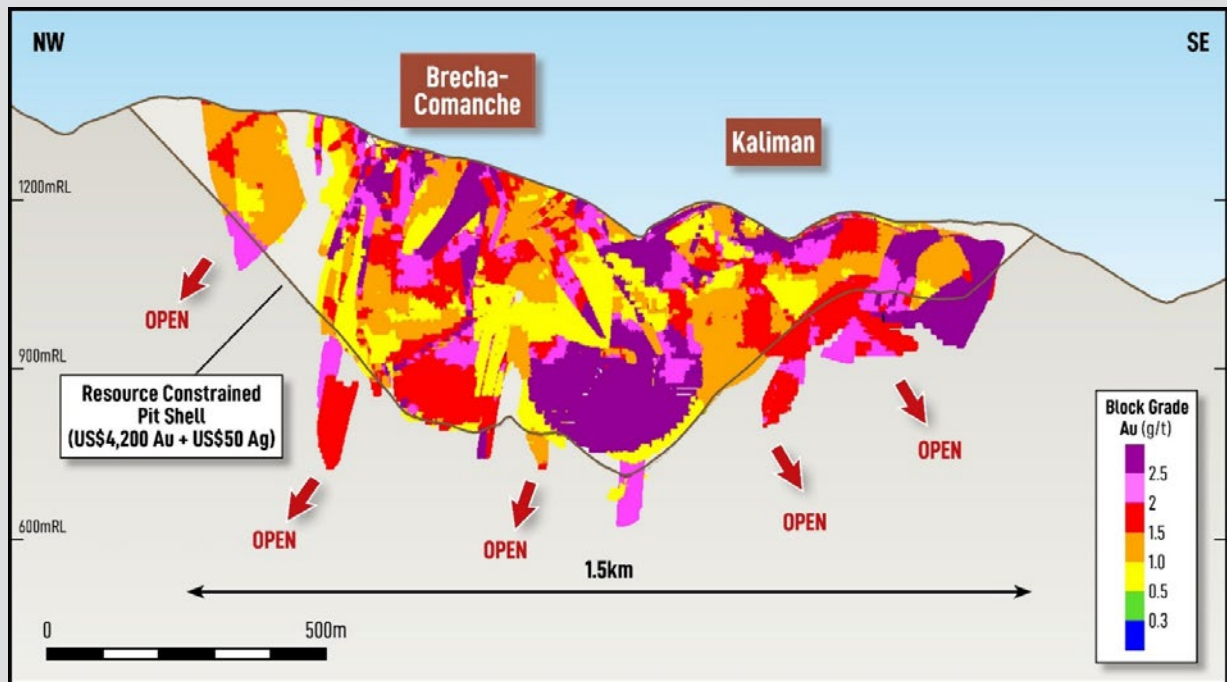 NW
SE
Brecha-
Comanche
Kaliman
1200mRL
OPEN
900mRL
Resource Constrained
Pit Shell
(US$4,200 Au + US$50 Ag)
OPEN
OPEN
OPEN
OPEN
600mRL
1.5km
0
500m
Block Grade
Au (g/t)
2.5
2
1.5
1.0
0.5
0.3